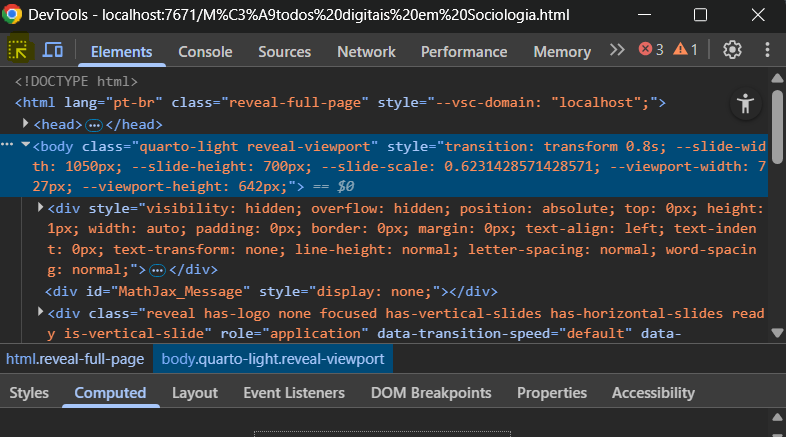 DevTools - localhost:7671/M%C3%A9todos%20digitais%20em%20Sociologia.html
Elements Console Sources Network Performance Memory 3 1
<!DOCTYPE html>
<html lang="pt-br" class="reveal-full-page" style="--vsc-domain: "localhost";">
<head> ⋯ </head>
⋯ <body class="quarto-light reveal-viewport" style="transition: transform 0.8s; --slide-wid
th: 1050px; --slide-height: 700px; --slide-scale: 0.6231428571428571; --viewport-width: 7
27px; --viewport-height: 642px;"> == $0
<div style="visibility: hidden; overflow: hidden; position: absolute; top: 0px; height:
1px; width: auto; padding: 0px; border: 0px; margin: 0px; text-align: left; text-inden
t: 0px; text-transform: none; line-height: normal; letter-spacing: normal; word-spacin
g: normal;"> ⋯ </div>
<div id="MathJax_Message" style="display: none;"></div>
<div class="reveal has-logo none focused has-vertical-slides has-horizontal-slides read
y is-vertical-slide" role="application" data-transition-speed="default" data-
html.reveal-full-page body.quarto-light.reveal-viewport
Styles Computed Layout Event Listeners DOM Breakpoints Properties Accessibility